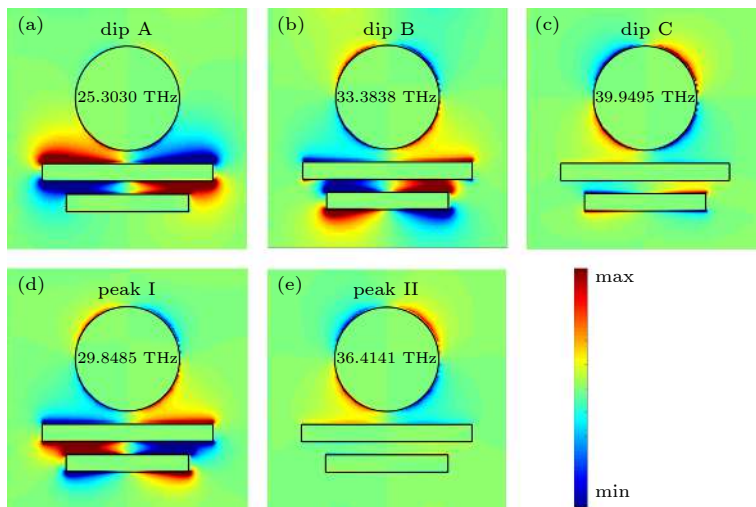 (a) dip A
25.3030 THz
(b) dip B
33.3838 THz
(c) dip C
39.9495 THz
(d) peak I
29.8485 THz
(e) peak II
36.4141 THz
max
min